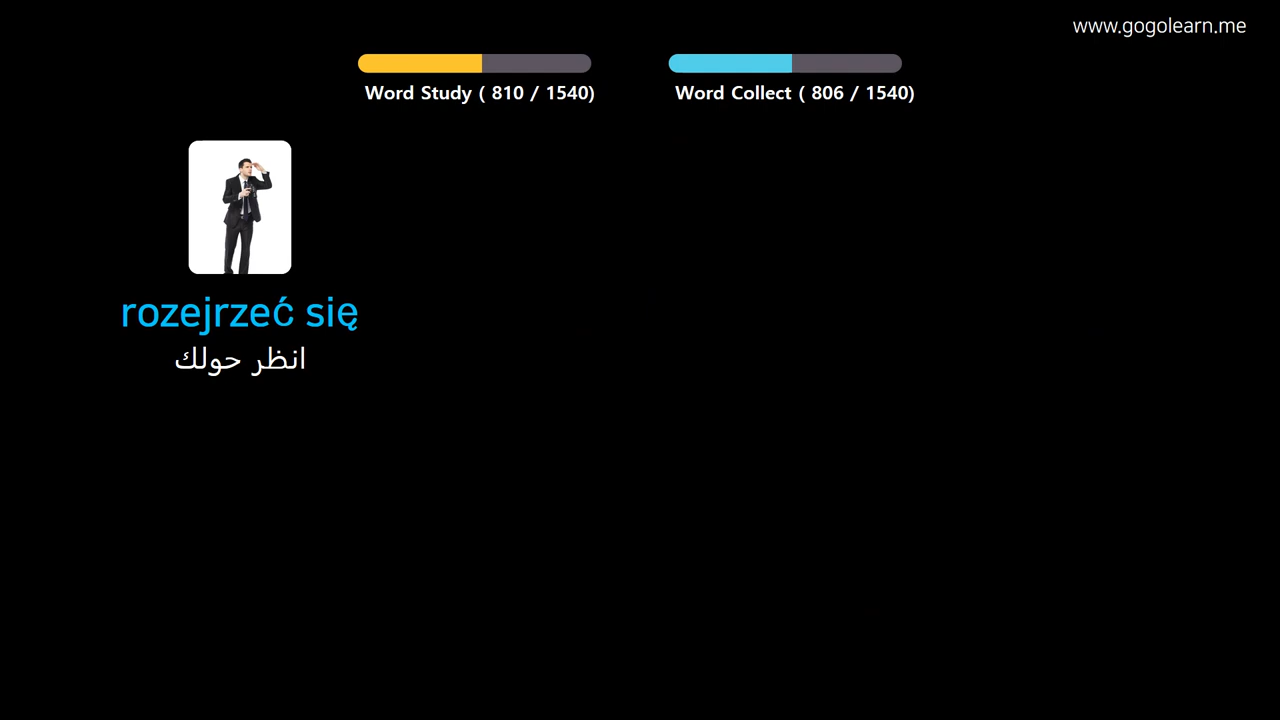 www.gogolearn.me
Word Study ( 810 / 1540)
Word Collect ( 806 / 1540)
rozejrzeć się
انظر حولك